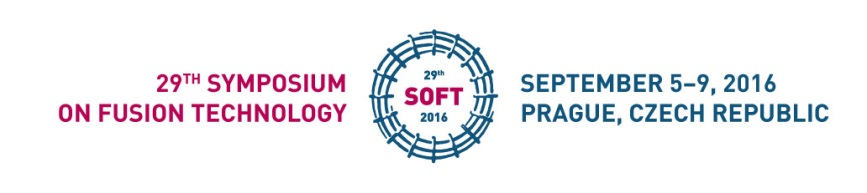 29TH SYMPOSIUM
ON FUSION TECHNOLOGY
29th
SOFT
2016
SEPTEMBER 5–9, 2016
PRAGUE, CZECH REPUBLIC